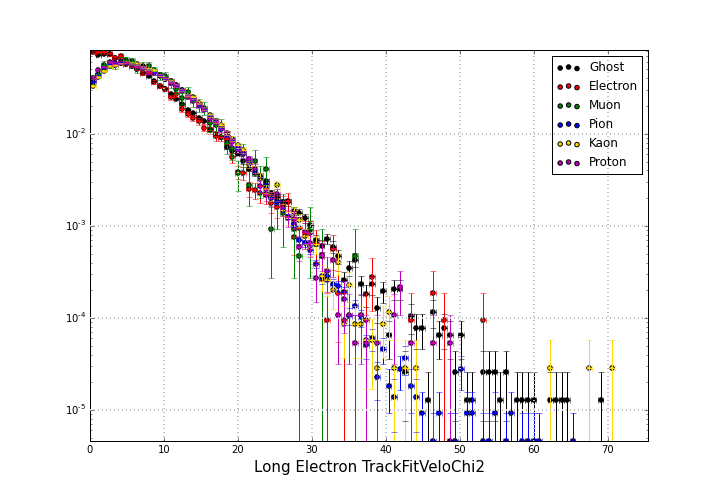 Ghost
Electron
Muon
Pion
Kaon
Proton
10^-2
10^-3
10^-4
10^-5
0 10 20 30 40 50 60 70
Long Electron TrackFitVeloChi2